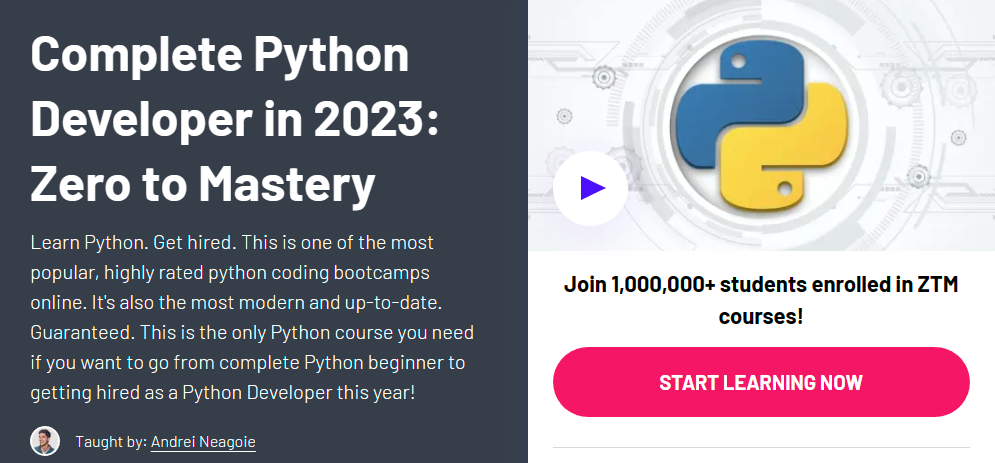 Complete Python
Developer in 2023:
Zero to Mastery
Learn Python. Get hired. This is one of the most
popular, highly rated python coding bootcamps
online. It's also the most modern and up-to-date.
Guaranteed. This is the only Python course you need
if you want to go from complete Python beginner to
getting hired as a Python Developer this year!
Taught by: Andrei Neagoie
Join 1,000,000+ students enrolled in ZTM
courses!
START LEARNING NOW